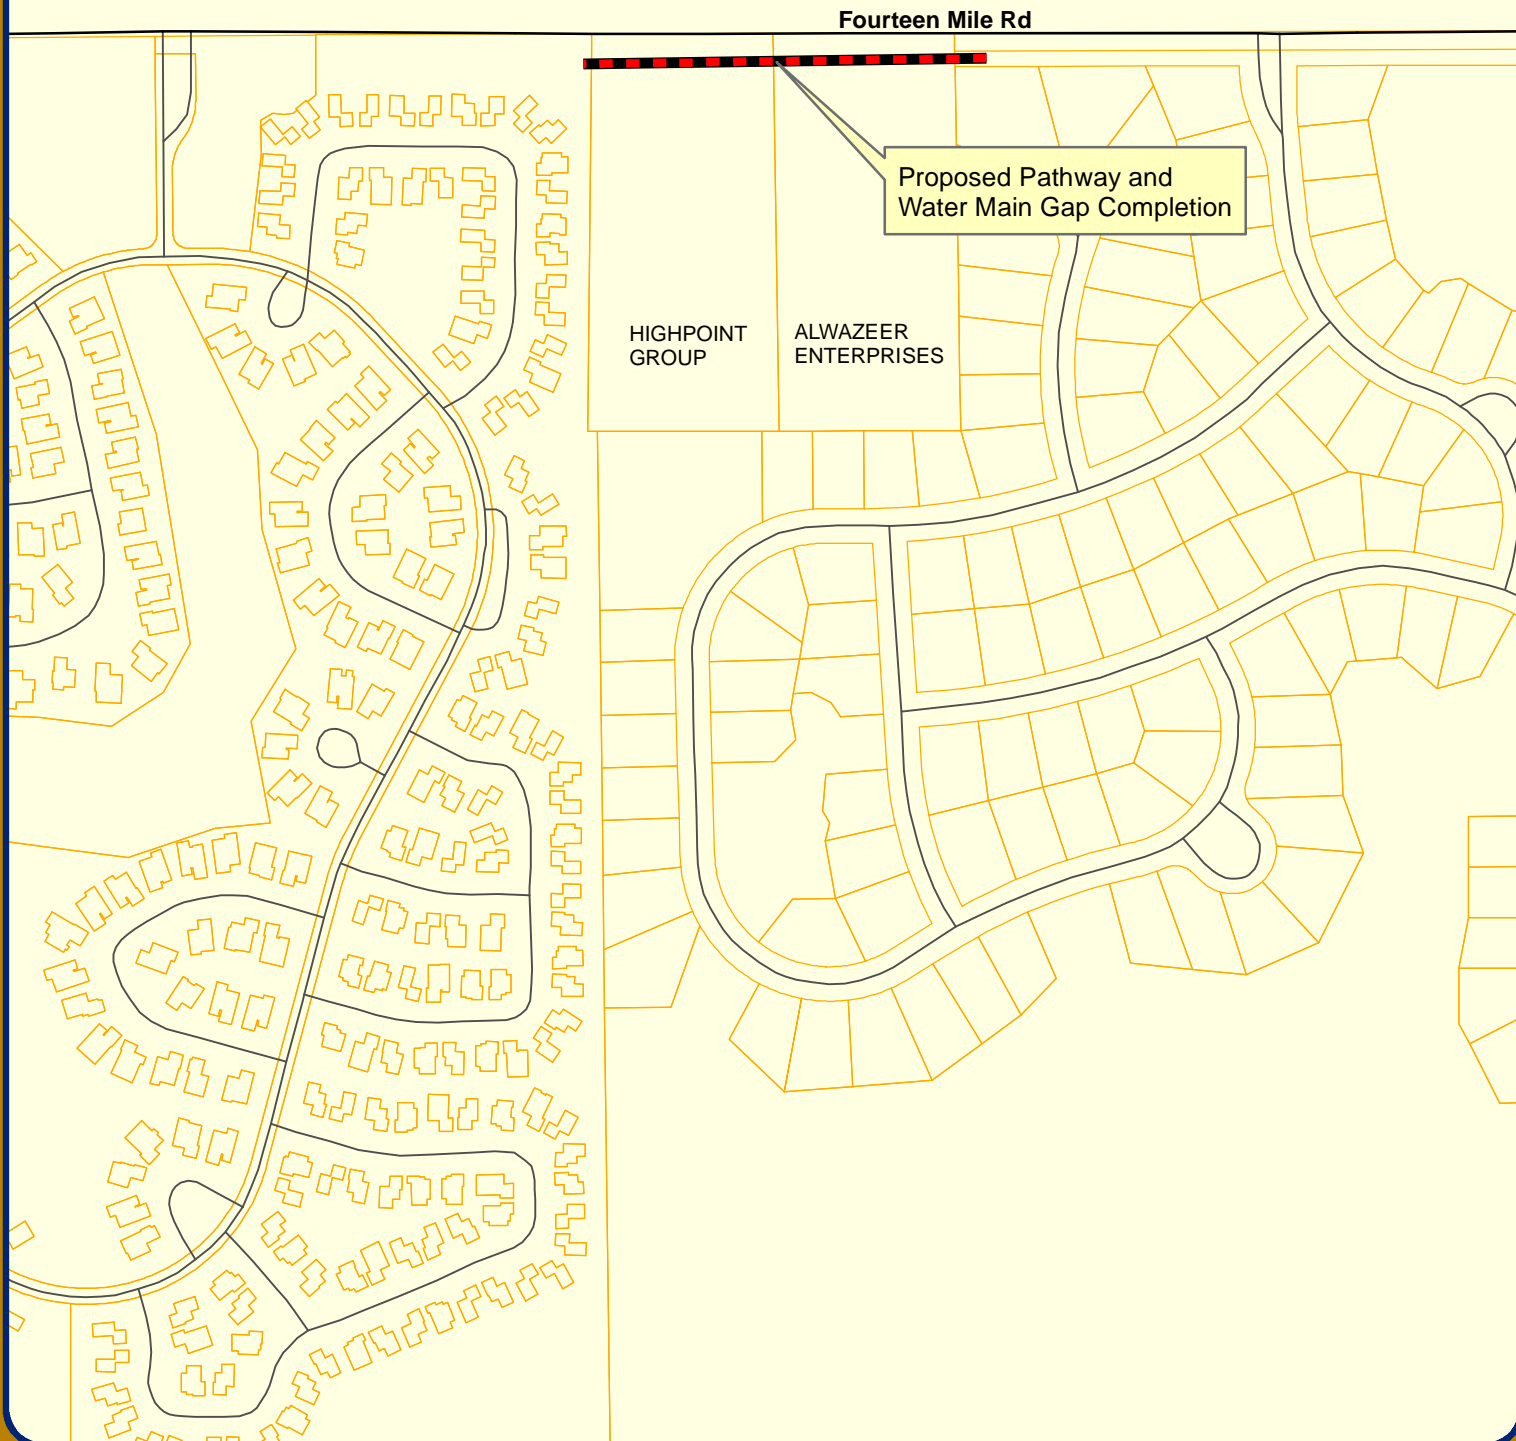 Fourteen Mile Rd
Proposed Pathway and
Water Main Gap Completion
HIGHPOINT
GROUP
ALWAZEER
ENTERPRISES